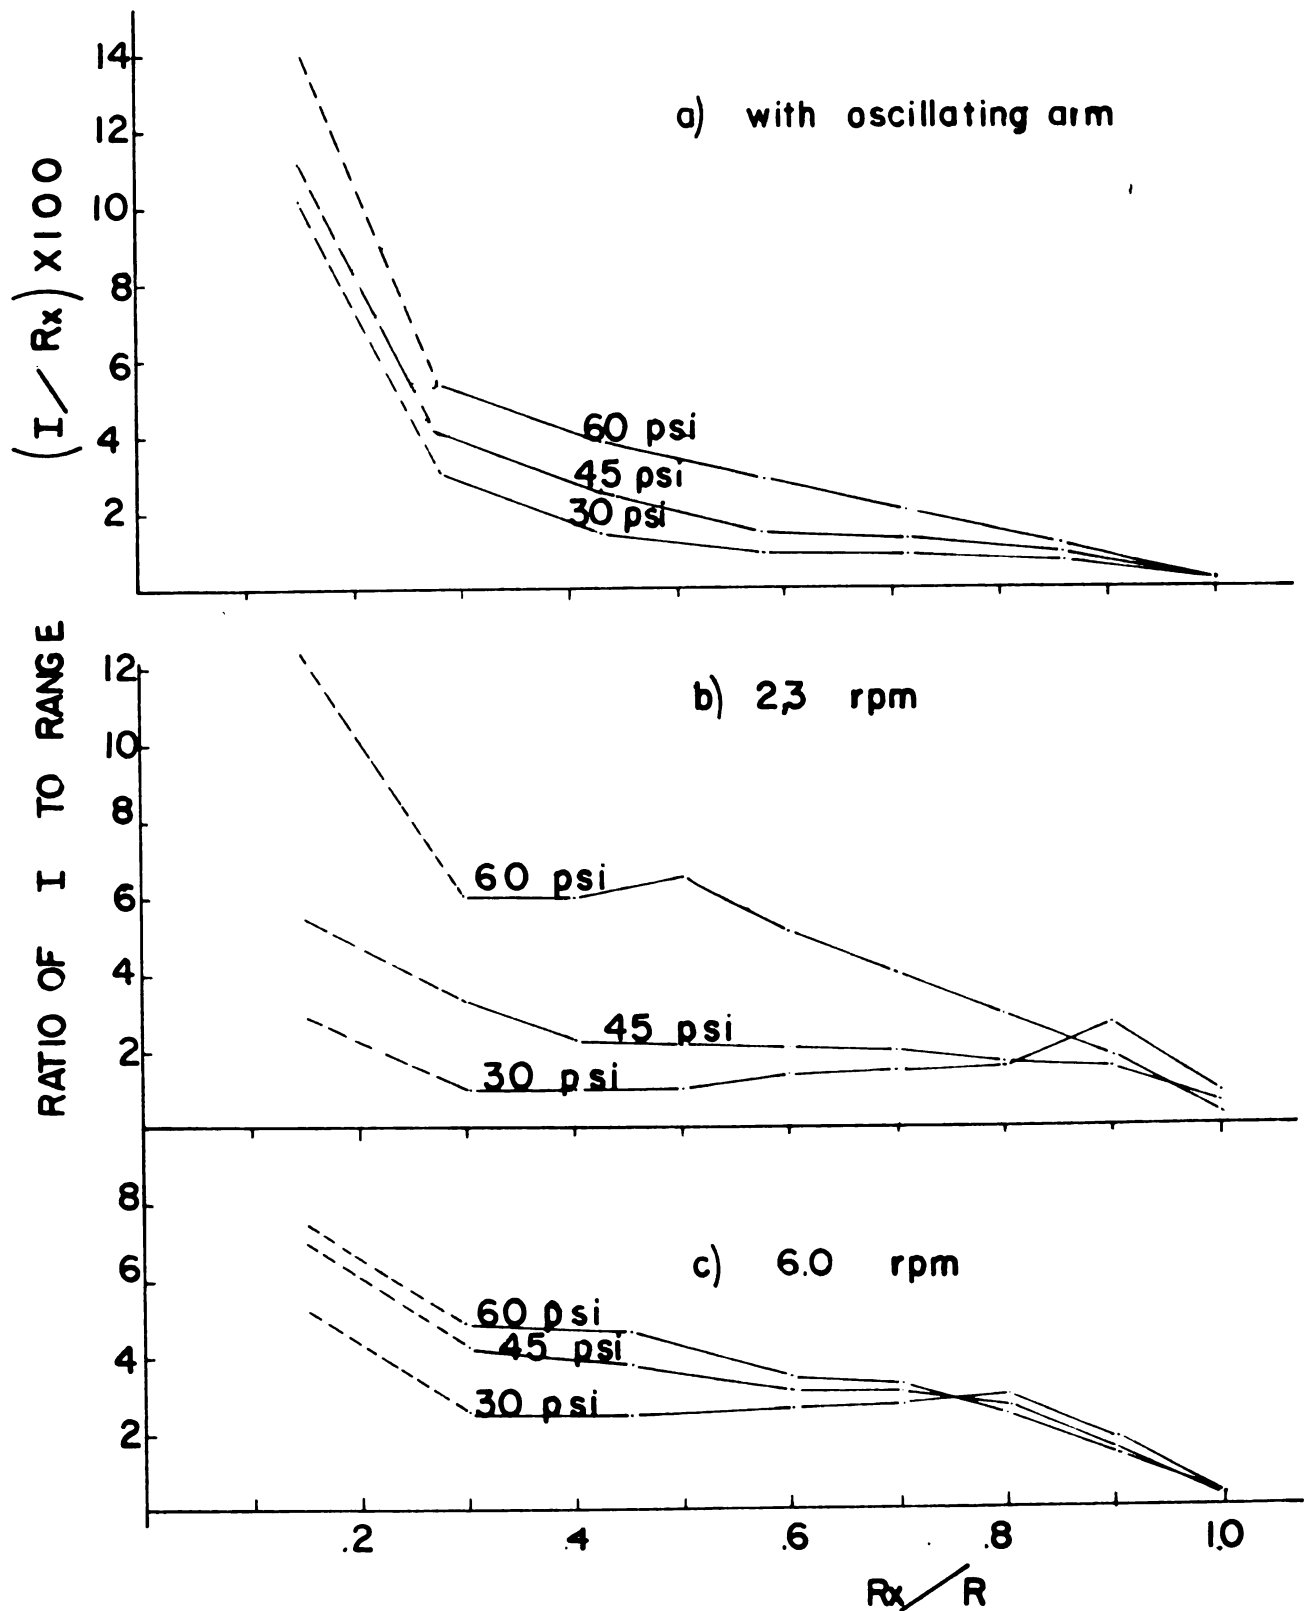 (I/Rx) X100
RATIO OF I TO RANGE
14
12
10
8
6
4
2
a) with oscillating arm
60 psi
45 psi
30 psi
12
10
8
6
4
2
b) 2,3 rpm
60 psi
45 psi
30 psi
8
6
4
2
c) 6.0 rpm
60 psi
45 psi
30 psi
.2 .4 .6 .8 1.0
Rx/R